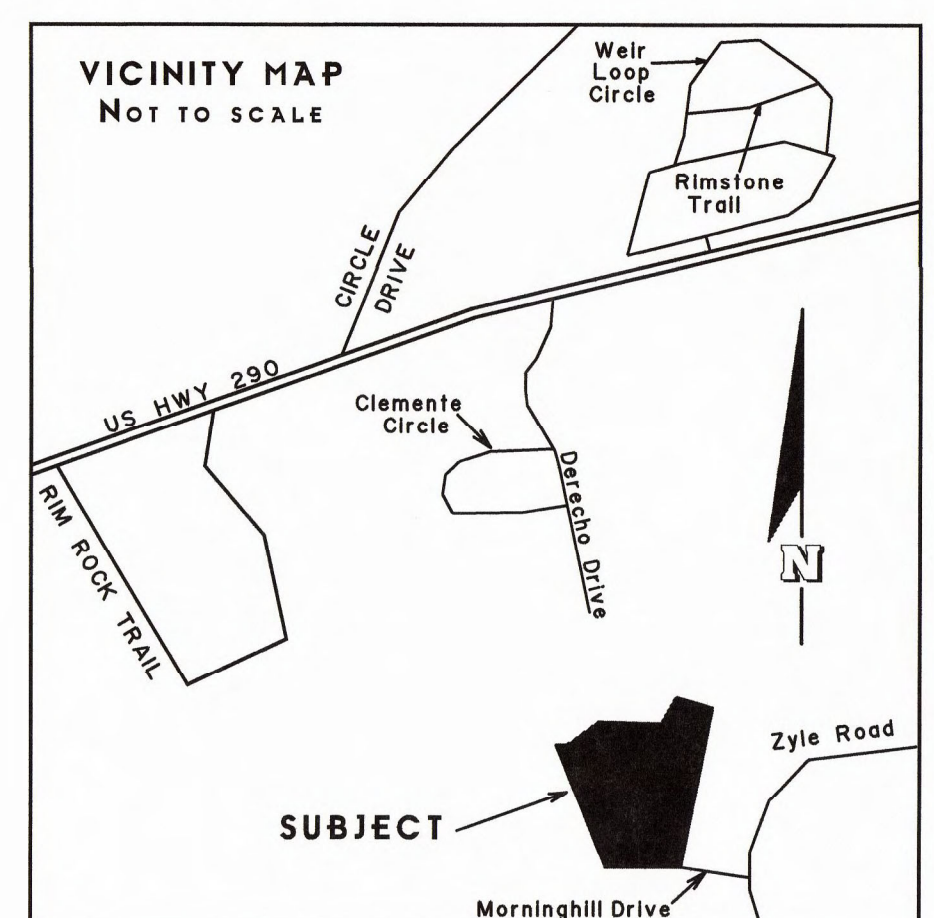 VICINITY MAP
NOT TO SCALE
Weir
Loop
Circle
Rimstone
Trail
CIRCLE
DRIVE
US HWY 290
Clemente
Circle
Derecho Drive
RIM ROCK TRAIL
N
Zyle Road
SUBJECT
Morninghill Drive